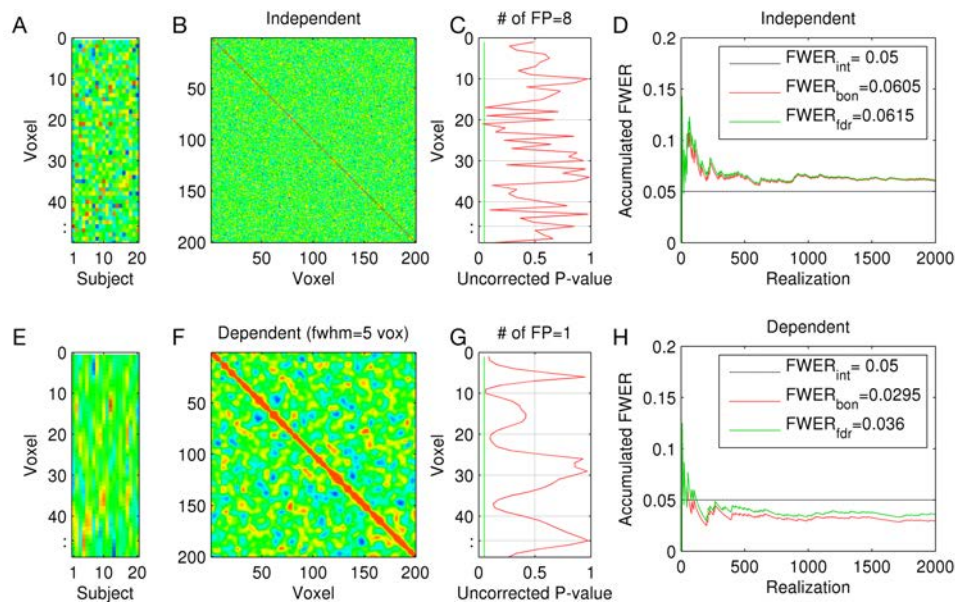 A
B
Independent
C
# of FP=8
D
Voxel
0
10
20
30
40
:
1 10 20
Subject
50
100
150
200
50 100 150 200
Voxel
Voxel
0
10
20
30
40
:
0 0.5 1
Uncorrected P-value
Accumulated FWER
0.2
0.15
0.1
0.05
0
FWERint= 0.05
FWERbon=0.0605
FWERfdr=0.0615
0 500 1000 1500 2000
Realization
E
F
Dependent (fwhm=5 vox)
G
# of FP=1
H
Dependent
Voxel
0
10
20
30
40
:
1 10 20
Subject
50
100
150
200
50 100 150 200
Voxel
Voxel
0
10
20
30
40
:
0 0.5 1
Uncorrected P-value
Accumulated FWER
0.2
0.15
0.1
0.05
0
FWERint= 0.05
FWERbon=0.0295
FWERfdr=0.036
0 500 1000 1500 2000
Realization
Independent